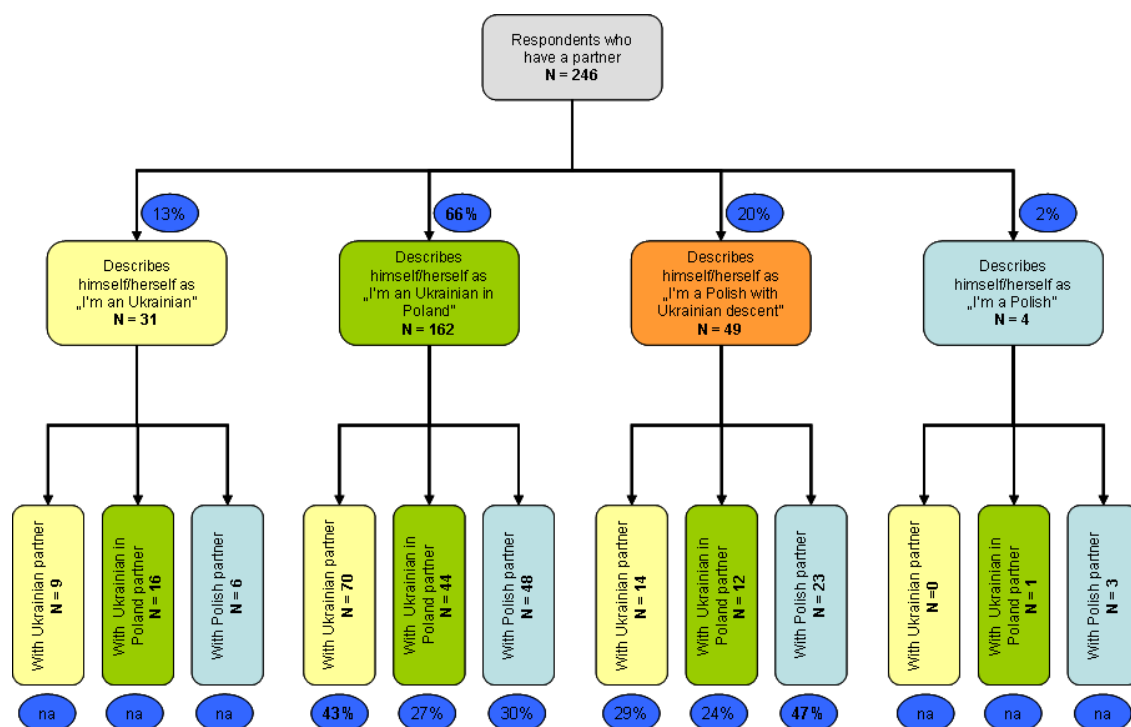 Respondents who
have a partner
N = 246
13%
66%
20%
2%
Describes
himself/herself as
„I'm an Ukrainian”
N = 31
Describes
himself/herself as
„I'm an Ukrainian in
Poland”
N = 162
Describes
himself/herself as
„I'm a Polish with
Ukrainian descent”
N = 49
Describes
himself/herself as
„I'm a Polish”
N = 4
With Ukrainian partner
N = 9
With Ukrainian in
Poland partner
N = 16
With Polish partner
N = 6
With Ukrainian partner
N = 70
With Ukrainian in
Poland partner
N = 44
With Polish partner
N = 48
With Ukrainian partner
N = 14
With Ukrainian in
Poland partner
N = 12
With Polish partner
N = 23
With Ukrainian partner
N =0
With Ukrainian in
Poland partner
N = 1
With Polish partner
N = 3
na
na
na
43%
27%
30%
29%
24%
47%
na
na
na